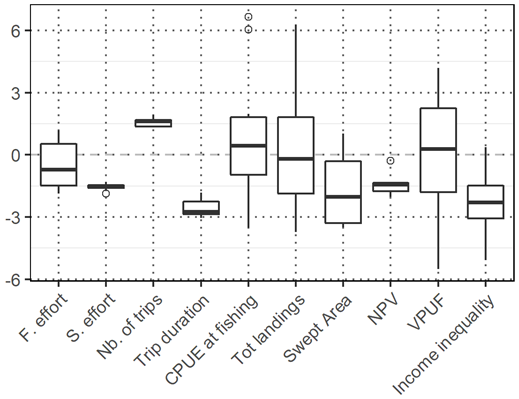 6
3
0
-3
-6
F. effort
S. effort
Nb. of trips
Trip duration
CPUE at fishing
Tot landings
Swept Area
NPV
VPUF
Income inequality